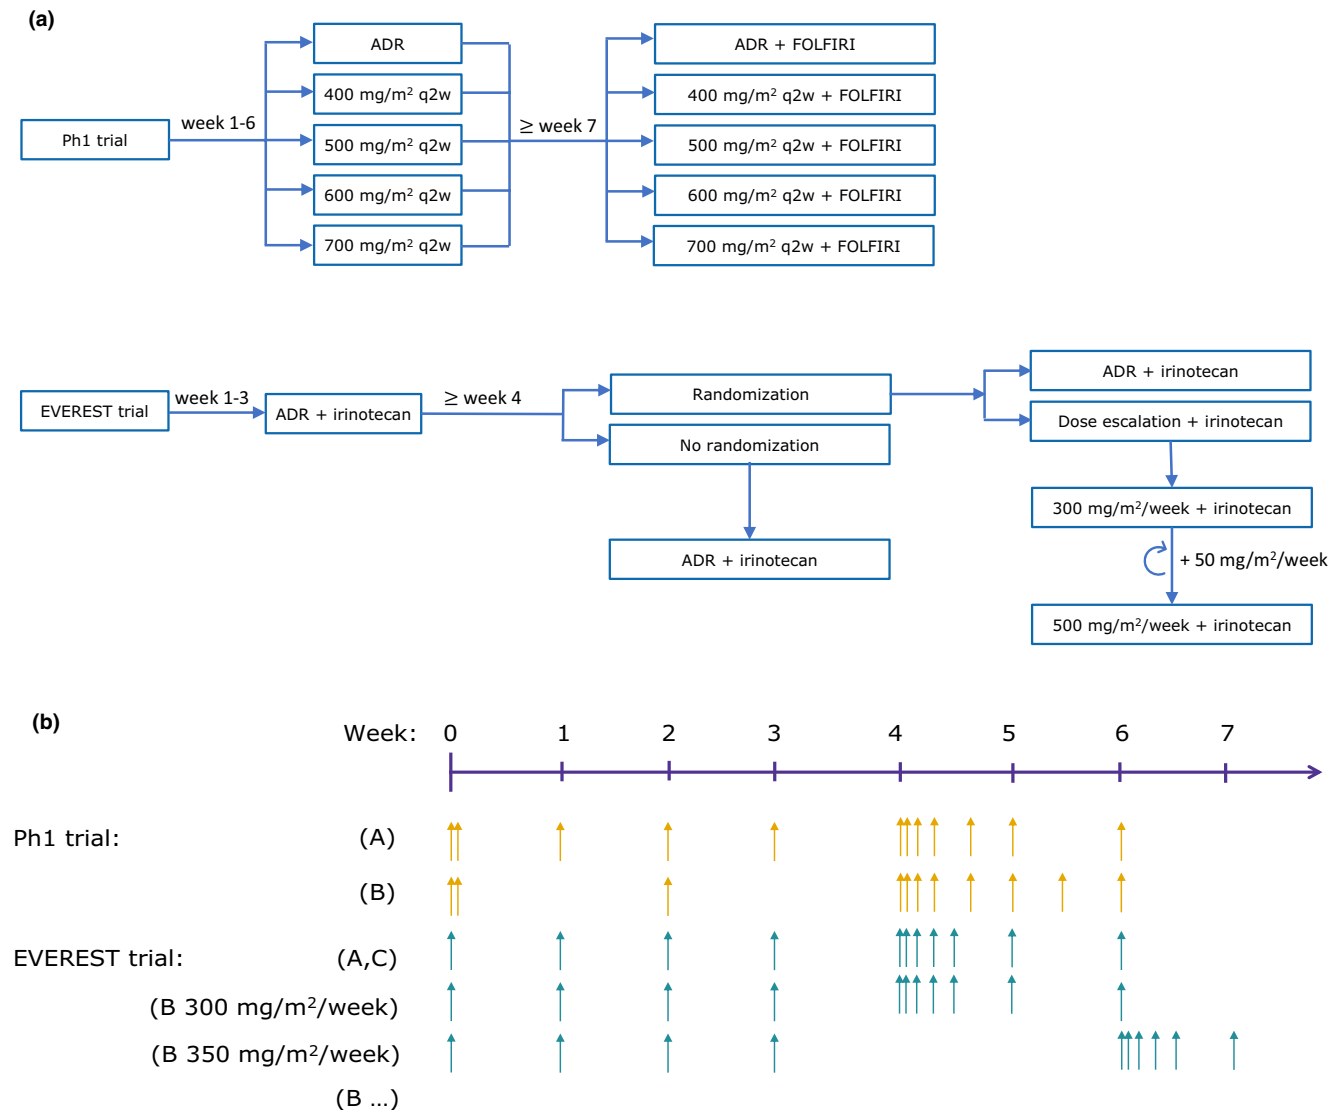 (a)
ADR
ADR + FOLFIRI
400 mg/m² q2w
400 mg/m² q2w + FOLFIRI
week 1-6
≥ week 7
Ph1 trial
500 mg/m² q2w
500 mg/m² q2w + FOLFIRI
600 mg/m² q2w
600 mg/m² q2w + FOLFIRI
700 mg/m² q2w
700 mg/m² q2w + FOLFIRI
ADR + irinotecan
week 1-3
≥ week 4
Randomization
EVEREST trial
ADR + irinotecan
Dose escalation + irinotecan
No randomization
300 mg/m²/week + irinotecan
ADR + irinotecan
+ 50 mg/m²/week
500 mg/m²/week + irinotecan
(b)
Week: 0 1 2 3 4 5 6 7
Ph1 trial: (A)
(B)
EVEREST trial: (A,C)
(B 300 mg/m²/week)
(B 350 mg/m²/week)
(B ...)